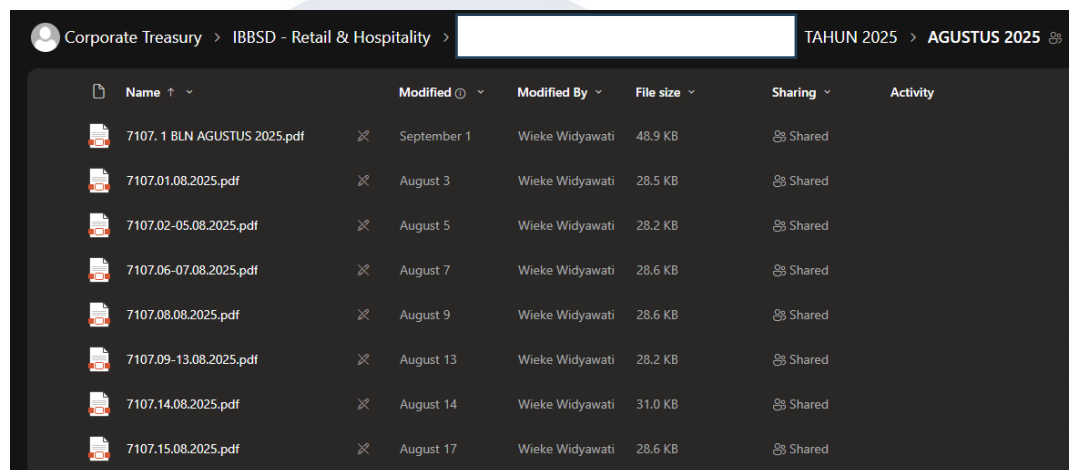 Corporate Treasury > IBBSD - Retail & Hospitality > TAHUN 2025 > AGUSTUS 2025
Name Modified Modified By File size Sharing Activity
7107. 1 BLN AGUSTUS 2025.pdf September 1 Wieke Widyawati 48.9 KB Shared
7107.01.08.2025.pdf August 3 Wieke Widyawati 28.5 KB Shared
7107.02-05.08.2025.pdf August 5 Wieke Widyawati 28.2 KB Shared
7107.06-07.08.2025.pdf August 7 Wieke Widyawati 28.6 KB Shared
7107.08.08.2025.pdf August 9 Wieke Widyawati 28.6 KB Shared
7107.09-13.08.2025.pdf August 13 Wieke Widyawati 28.2 KB Shared
7107.14.08.2025.pdf August 14 Wieke Widyawati 31.0 KB Shared
7107.15.08.2025.pdf August 17 Wieke Widyawati 28.6 KB Shared